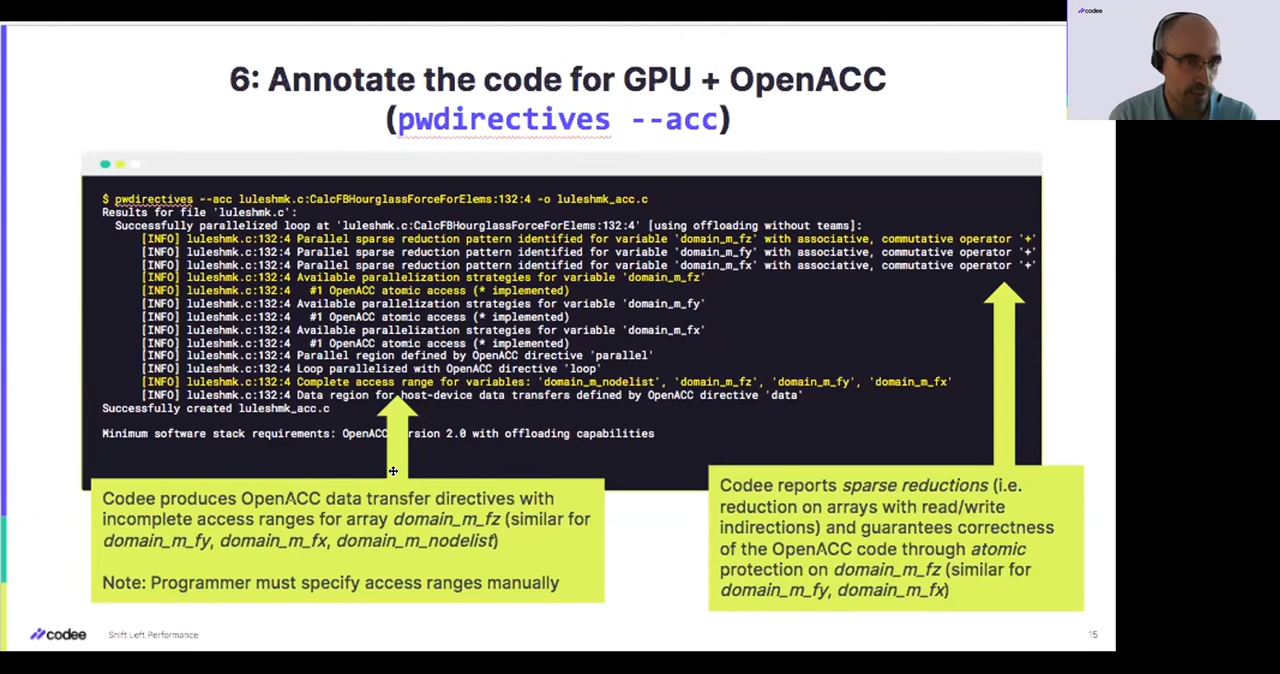 codee
6: Annotate the code for GPU + OpenACC
(pwdirectives --acc)
$ pwdirectives --acc luleshmk.c:CalcFBHourglassForceForElems:132:4 -o luleshmk_acc.c
Results for file 'luleshmk.c':
Successfully parallelized loop at 'luleshmk.c:CalcFBHourglassForceForElems:132:4' [using offloading without teams]:
[INFO] luleshmk.c:132:4 Parallel sparse reduction pattern identified for variable 'domain_m_fz' with associative, commutative operator '+'
[INFO] luleshmk.c:132:4 Parallel sparse reduction pattern identified for variable 'domain_m_fy' with associative, commutative operator '+'
[INFO] luleshmk.c:132:4 Parallel sparse reduction pattern identified for variable 'domain_m_fx' with associative, commutative operator '+'
[INFO] luleshmk.c:132:4 Available parallelization strategies for variable 'domain_m_fz'
[INFO] luleshmk.c:132:4 #1 OpenACC atomic access (* implemented)
[INFO] luleshmk.c:132:4 Available parallelization strategies for variable 'domain_m_fy'
[INFO] luleshmk.c:132:4 #1 OpenACC atomic access (* implemented)
[INFO] luleshmk.c:132:4 Available parallelization strategies for variable 'domain_m_fx'
[INFO] luleshmk.c:132:4 #1 OpenACC atomic access (* implemented)
[INFO] luleshmk.c:132:4 Parallel region defined by OpenACC directive 'parallel'
[INFO] luleshmk.c:132:4 Loop parallelized with OpenACC directive 'loop'
[INFO] luleshmk.c:132:4 Complete access range for variables: 'domain_m_nodelist', 'domain_m_fz', 'domain_m_fy', 'domain_m_fx'
[INFO] luleshmk.c:132:4 Data region for host-device data transfers defined by OpenACC directive 'data'
Successfully created luleshmk_acc.c
Minimum software stack requirements: OpenACC rsion 2.0 with offloading capabilities
Codee produces OpenACC data transfer directives with
incomplete access ranges for array domain_m_fz (similar for
domain_m_fy, domain_m_fx, domain_m_nodelist)
Note: Programmer must specify access ranges manually
Codee reports sparse reductions (i.e.
reduction on arrays with read/write
indirections) and guarantees correctness
of the OpenACC code through atomic
protection on domain_m_fz (similar for
domain_m_fy, domain_m_fx)
codee
Shift Left Performance
15